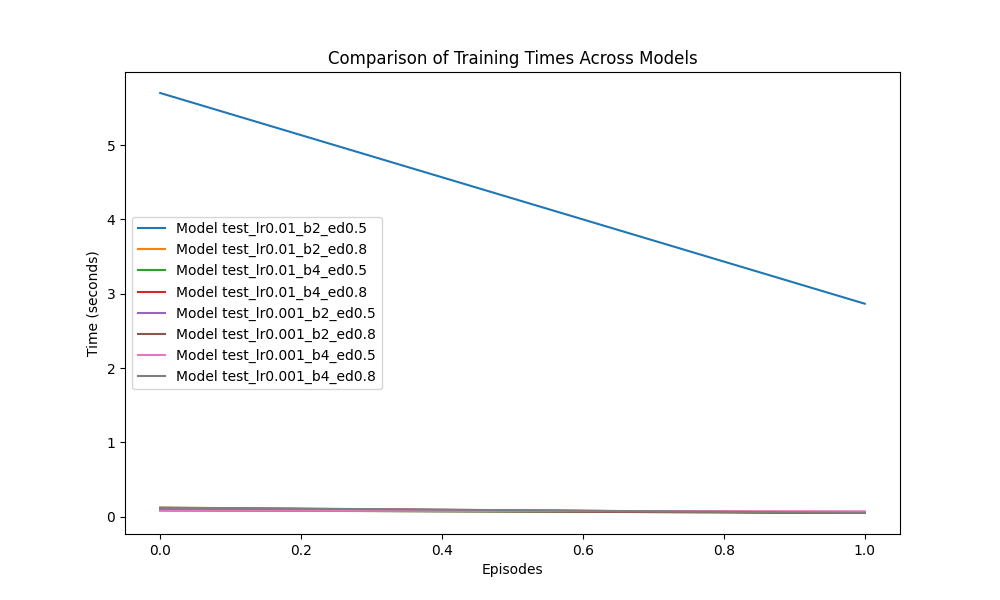 Comparison of Training Times Across Models
Time (seconds)
5
4
3
2
1
0
Model test_lr0.01_b2_ed0.5
Model test_lr0.01_b2_ed0.8
Model test_lr0.01_b4_ed0.5
Model test_lr0.01_b4_ed0.8
Model test_lr0.001_b2_ed0.5
Model test_lr0.001_b2_ed0.8
Model test_lr0.001_b4_ed0.5
Model test_lr0.001_b4_ed0.8
0.0 0.2 0.4 0.6 0.8 1.0
Episodes